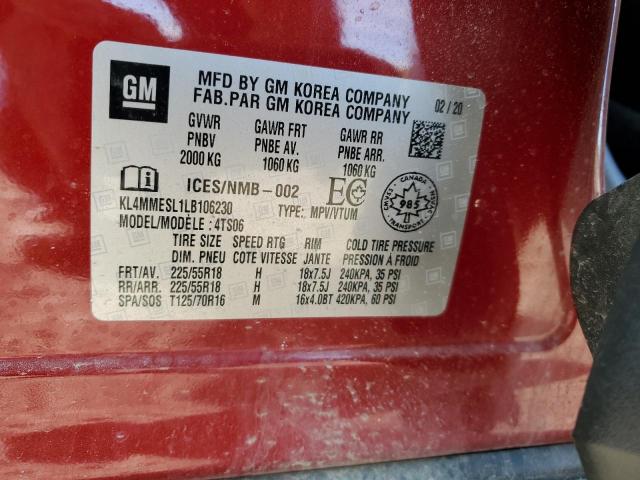 GM
MFD BY GM KOREA COMPANY
FAB.PAR GM KOREA COMPANY
02/20
GVWR GAWR FRT GAWR RR
PNBV PNBE AV. PNBE ARR.
2000 KG 1060 KG 1060 KG
ICES/NMB-002
EC
KL4MMESL1LB106230 TYPE: MPV/VTUM
MODEL/MODÈLE: 4TS06
CANADA
985
TRANSPORTS
TIRE SIZE SPEED RTG RIM COLD TIRE PRESSURE
DIM. PNEU COTE VITESSE JANTE PRESSION À FROID
FRT/AV. 225/55R18 H 18x7.5J 240KPA, 35 PSI
RR/ARR. 225/55R18 H 18x7.5J 240KPA, 35 PSI
SPA/SOS T125/70R16 M 16x4.0BT 420KPA, 60 PSI